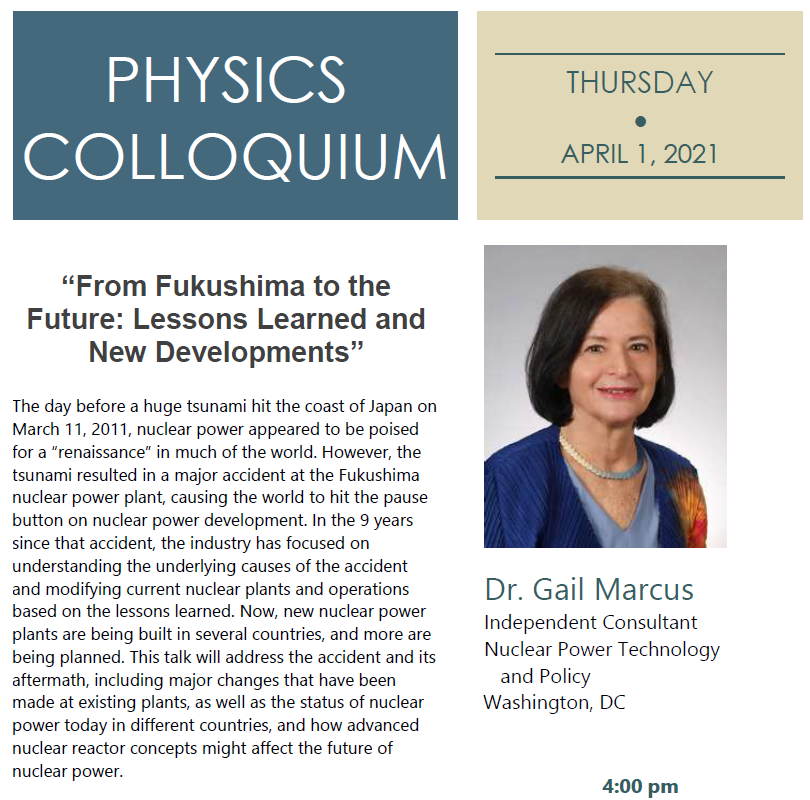 PHYSICS
COLLOQUIUM
THURSDAY
●
APRIL 1, 2021
“From Fukushima to the
Future: Lessons Learned and
New Developments”
The day before a huge tsunami hit the coast of Japan on
March 11, 2011, nuclear power appeared to be poised
for a “renaissance” in much of the world. However, the
tsunami resulted in a major accident at the Fukushima
nuclear power plant, causing the world to hit the pause
button on nuclear power development. In the 9 years
since that accident, the industry has focused on
understanding the underlying causes of the accident
and modifying current nuclear plants and operations
based on the lessons learned. Now, new nuclear power
plants are being built in several countries, and more are
being planned. This talk will address the accident and its
aftermath, including major changes that have been
made at existing plants, as well as the status of nuclear
power today in different countries, and how advanced
nuclear reactor concepts might affect the future of
nuclear power.
Dr. Gail Marcus
Independent Consultant
Nuclear Power Technology
and Policy
Washington, DC
4:00 pm